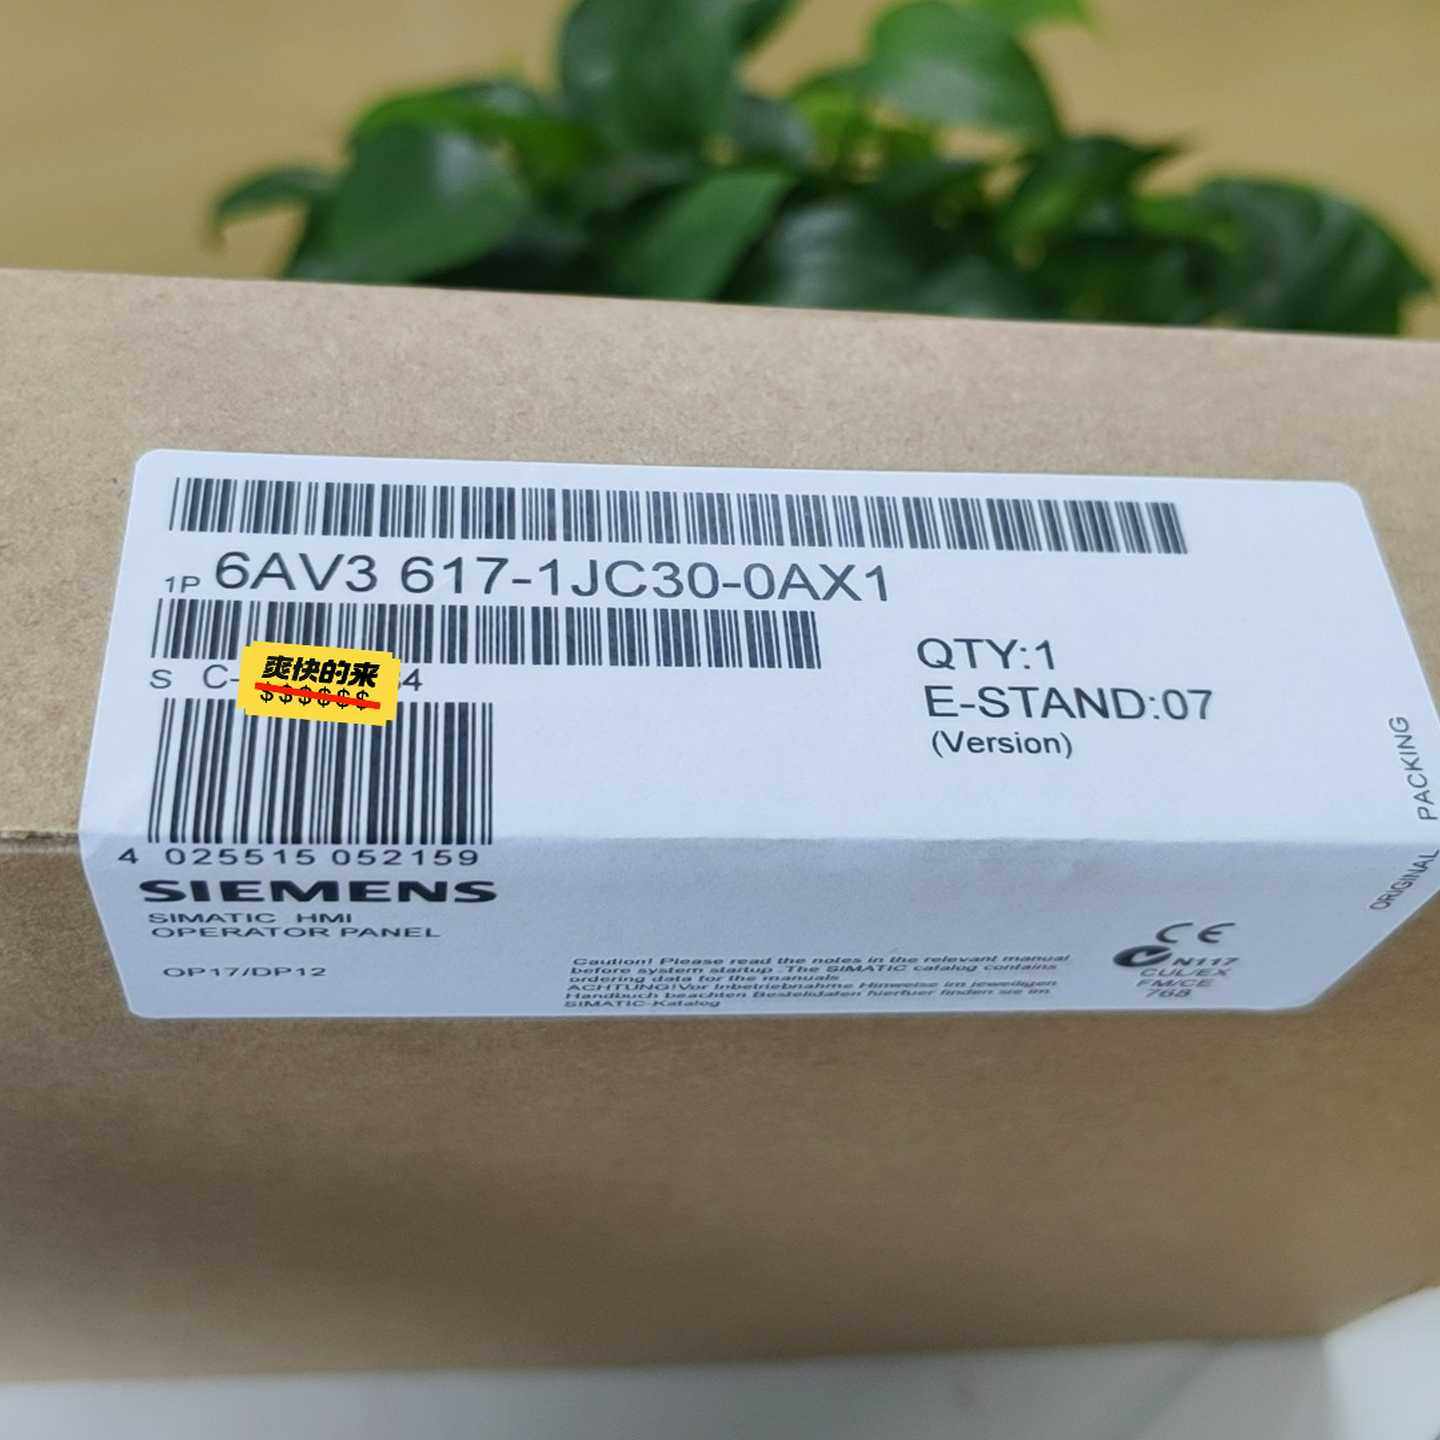 1P 6AV3 617-1JC30-0AX1
S C-
爽快的来
$$$$$$
4
QTY:1
E-STAND:07
(Version)
4 025515 052159
SIEMENS
SIMATIC HMI
OPERATOR PANEL
OP17/DP12
Caution! Please read the notes in the relevant manual
before system startup .The SIMATIC catalog contains
ordering data for the manuals
ACHTUNG!Vor Inbetriebnahme Hinweise im jeweiligen
Handbuch beachten Bestelldaten hierfuer finden sie im
SIMATIC-Katalog
CE
N117
CUL/EX
FM/CE
768
ORIGINAL PACKING